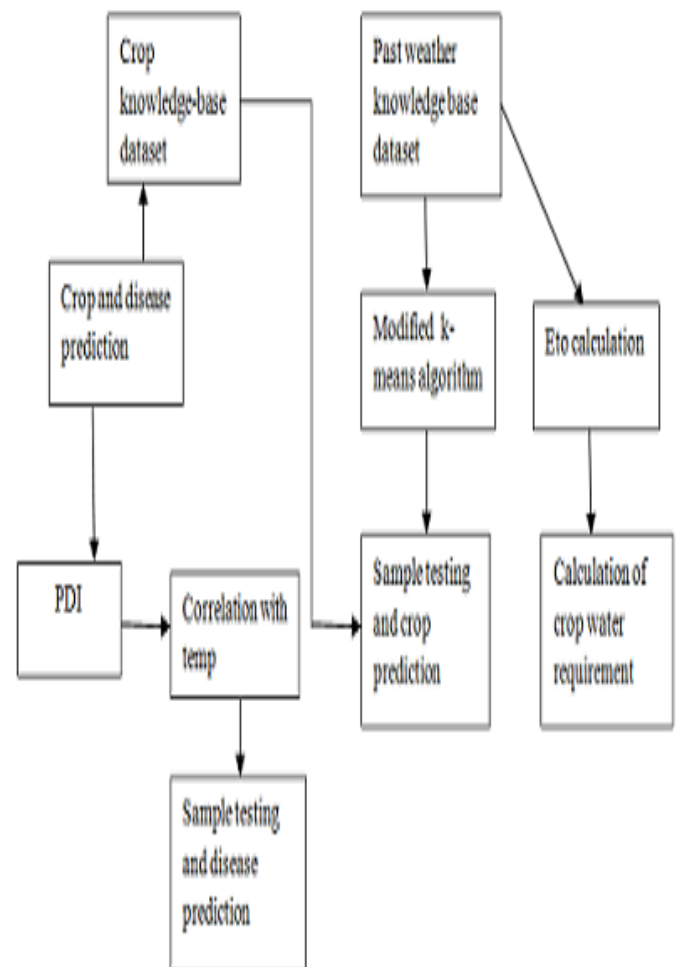 Crop
knowledge-base
dataset
Past weather
knowledge base
dataset
Crop and disease
prediction
Modified k-
means algorithm
Eto calculation
PDI
Correlation with
temp
Sample testing
and crop
prediction
Calculation of
crop water
requirement
Sample testing
and disease
prediction